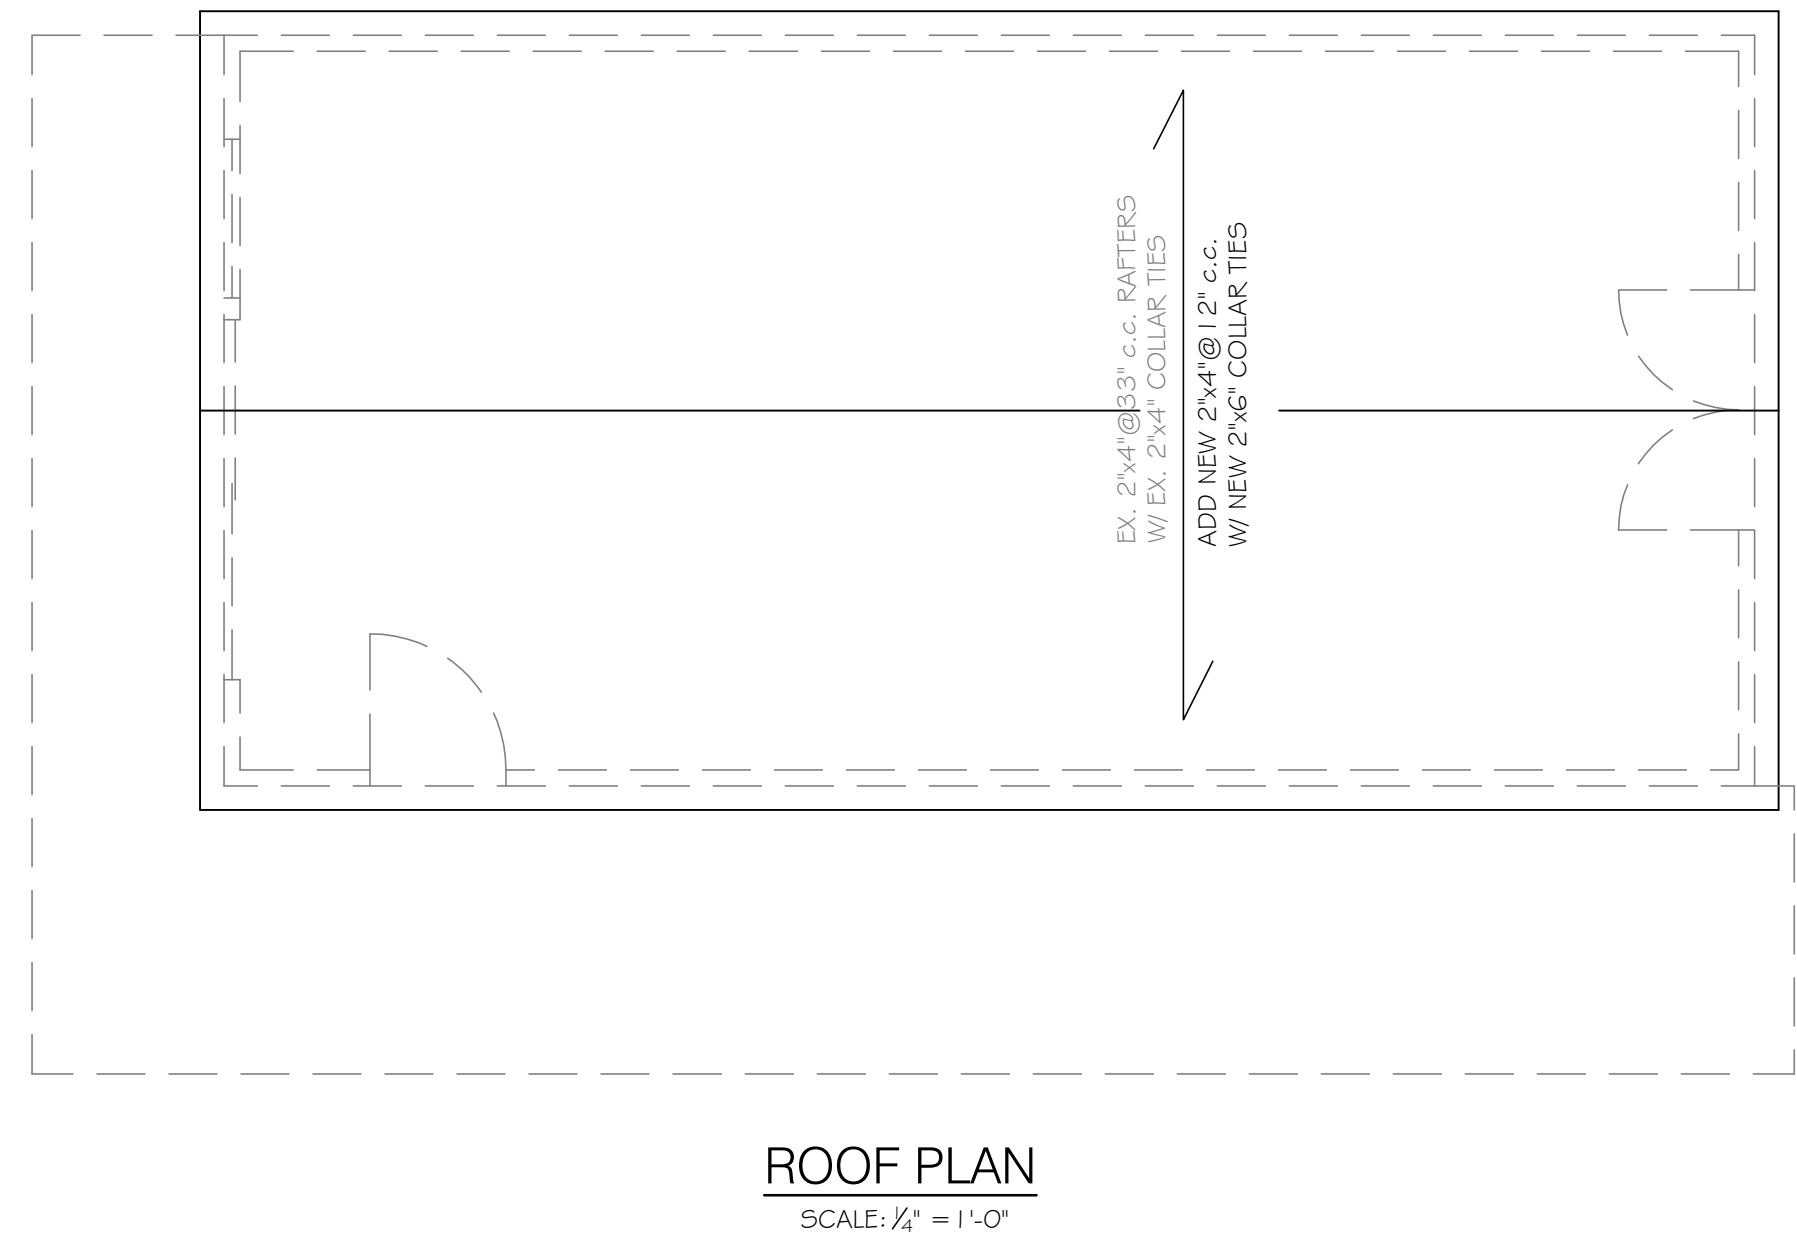 EX. 2"x4"@33" c.c. RAFTERS
W/ EX. 2"x4" COLLAR TIES
ADD NEW 2"x4"@12" c.c.
W/ NEW 2"x6" COLLAR TIES
ROOF PLAN
SCALE: 1/4" = 1'-0"